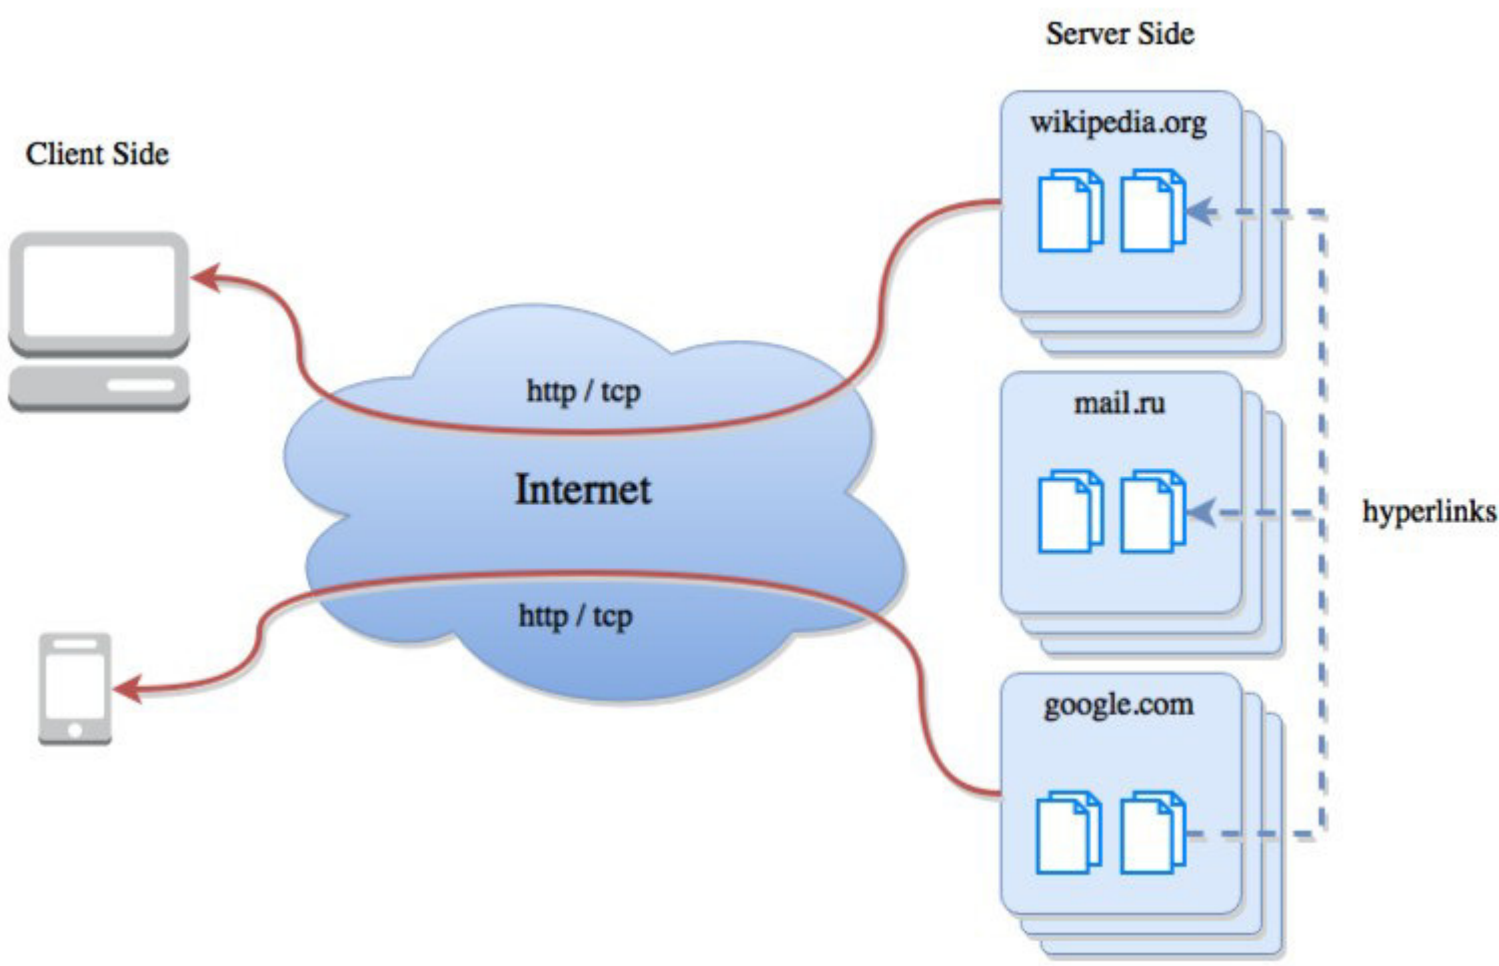 Server Side
wikipedia.org
Client Side
http / tcp
mail.ru
Internet
hyperlinks
http / tcp
google.com